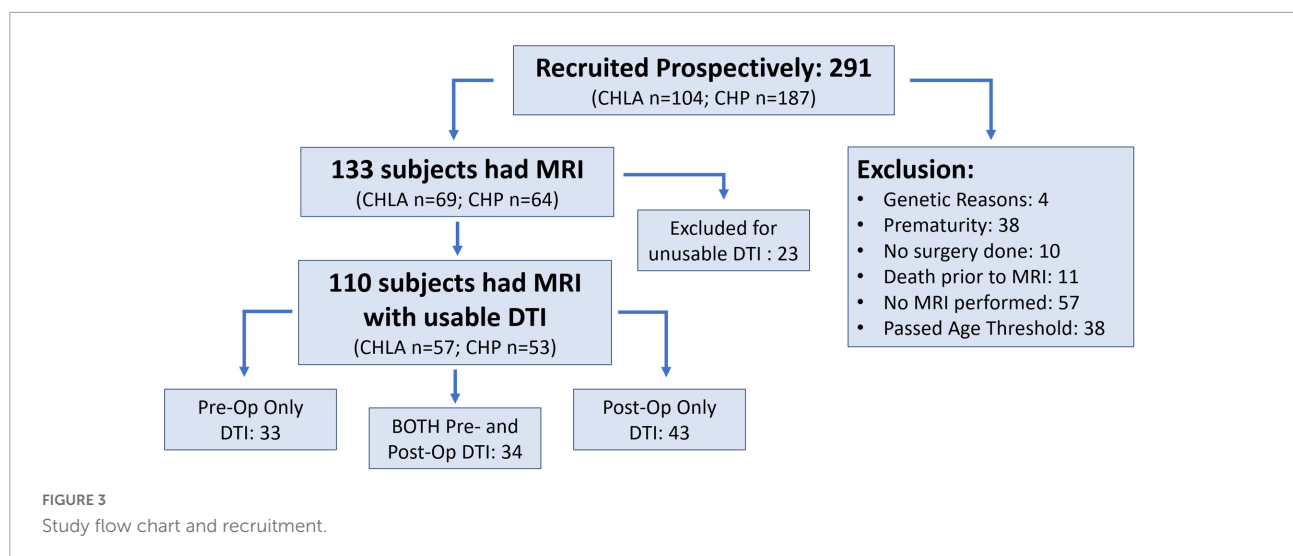 Recruited Prospectively: 291
(CHLA n=104; CHP n=187)
133 subjects had MRI
(CHLA n=69; CHP n=64)
Excluded for
unusable DTI : 23
Exclusion:
• Genetic Reasons: 4
• Prematurity: 38
• No surgery done: 10
• Death prior to MRI: 11
• No MRI performed: 57
• Passed Age Threshold: 38
110 subjects had MRI
with usable DTI
(CHLA n=57; CHP n=53)
Pre-Op Only
DTI: 33
BOTH Pre- and
Post-Op DTI: 34
Post-Op Only
DTI: 43
FIGURE 3
Study flow chart and recruitment.